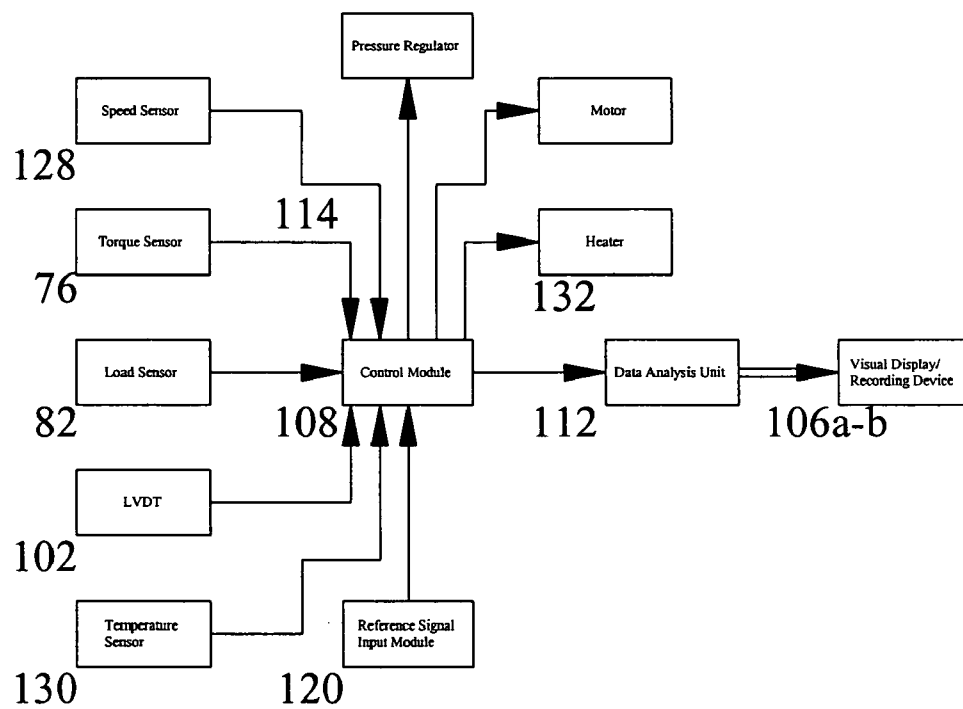 Pressure Regulator
Speed Sensor
Motor
128
114
Torque Sensor
Heater
76
132
Load Sensor
Control Module
Data Analysis Unit
Visual Display/
Recording Device
82
108
112
106a-b
LVDT
102
Temperature
Sensor
Reference Signal
Input Module
130
120